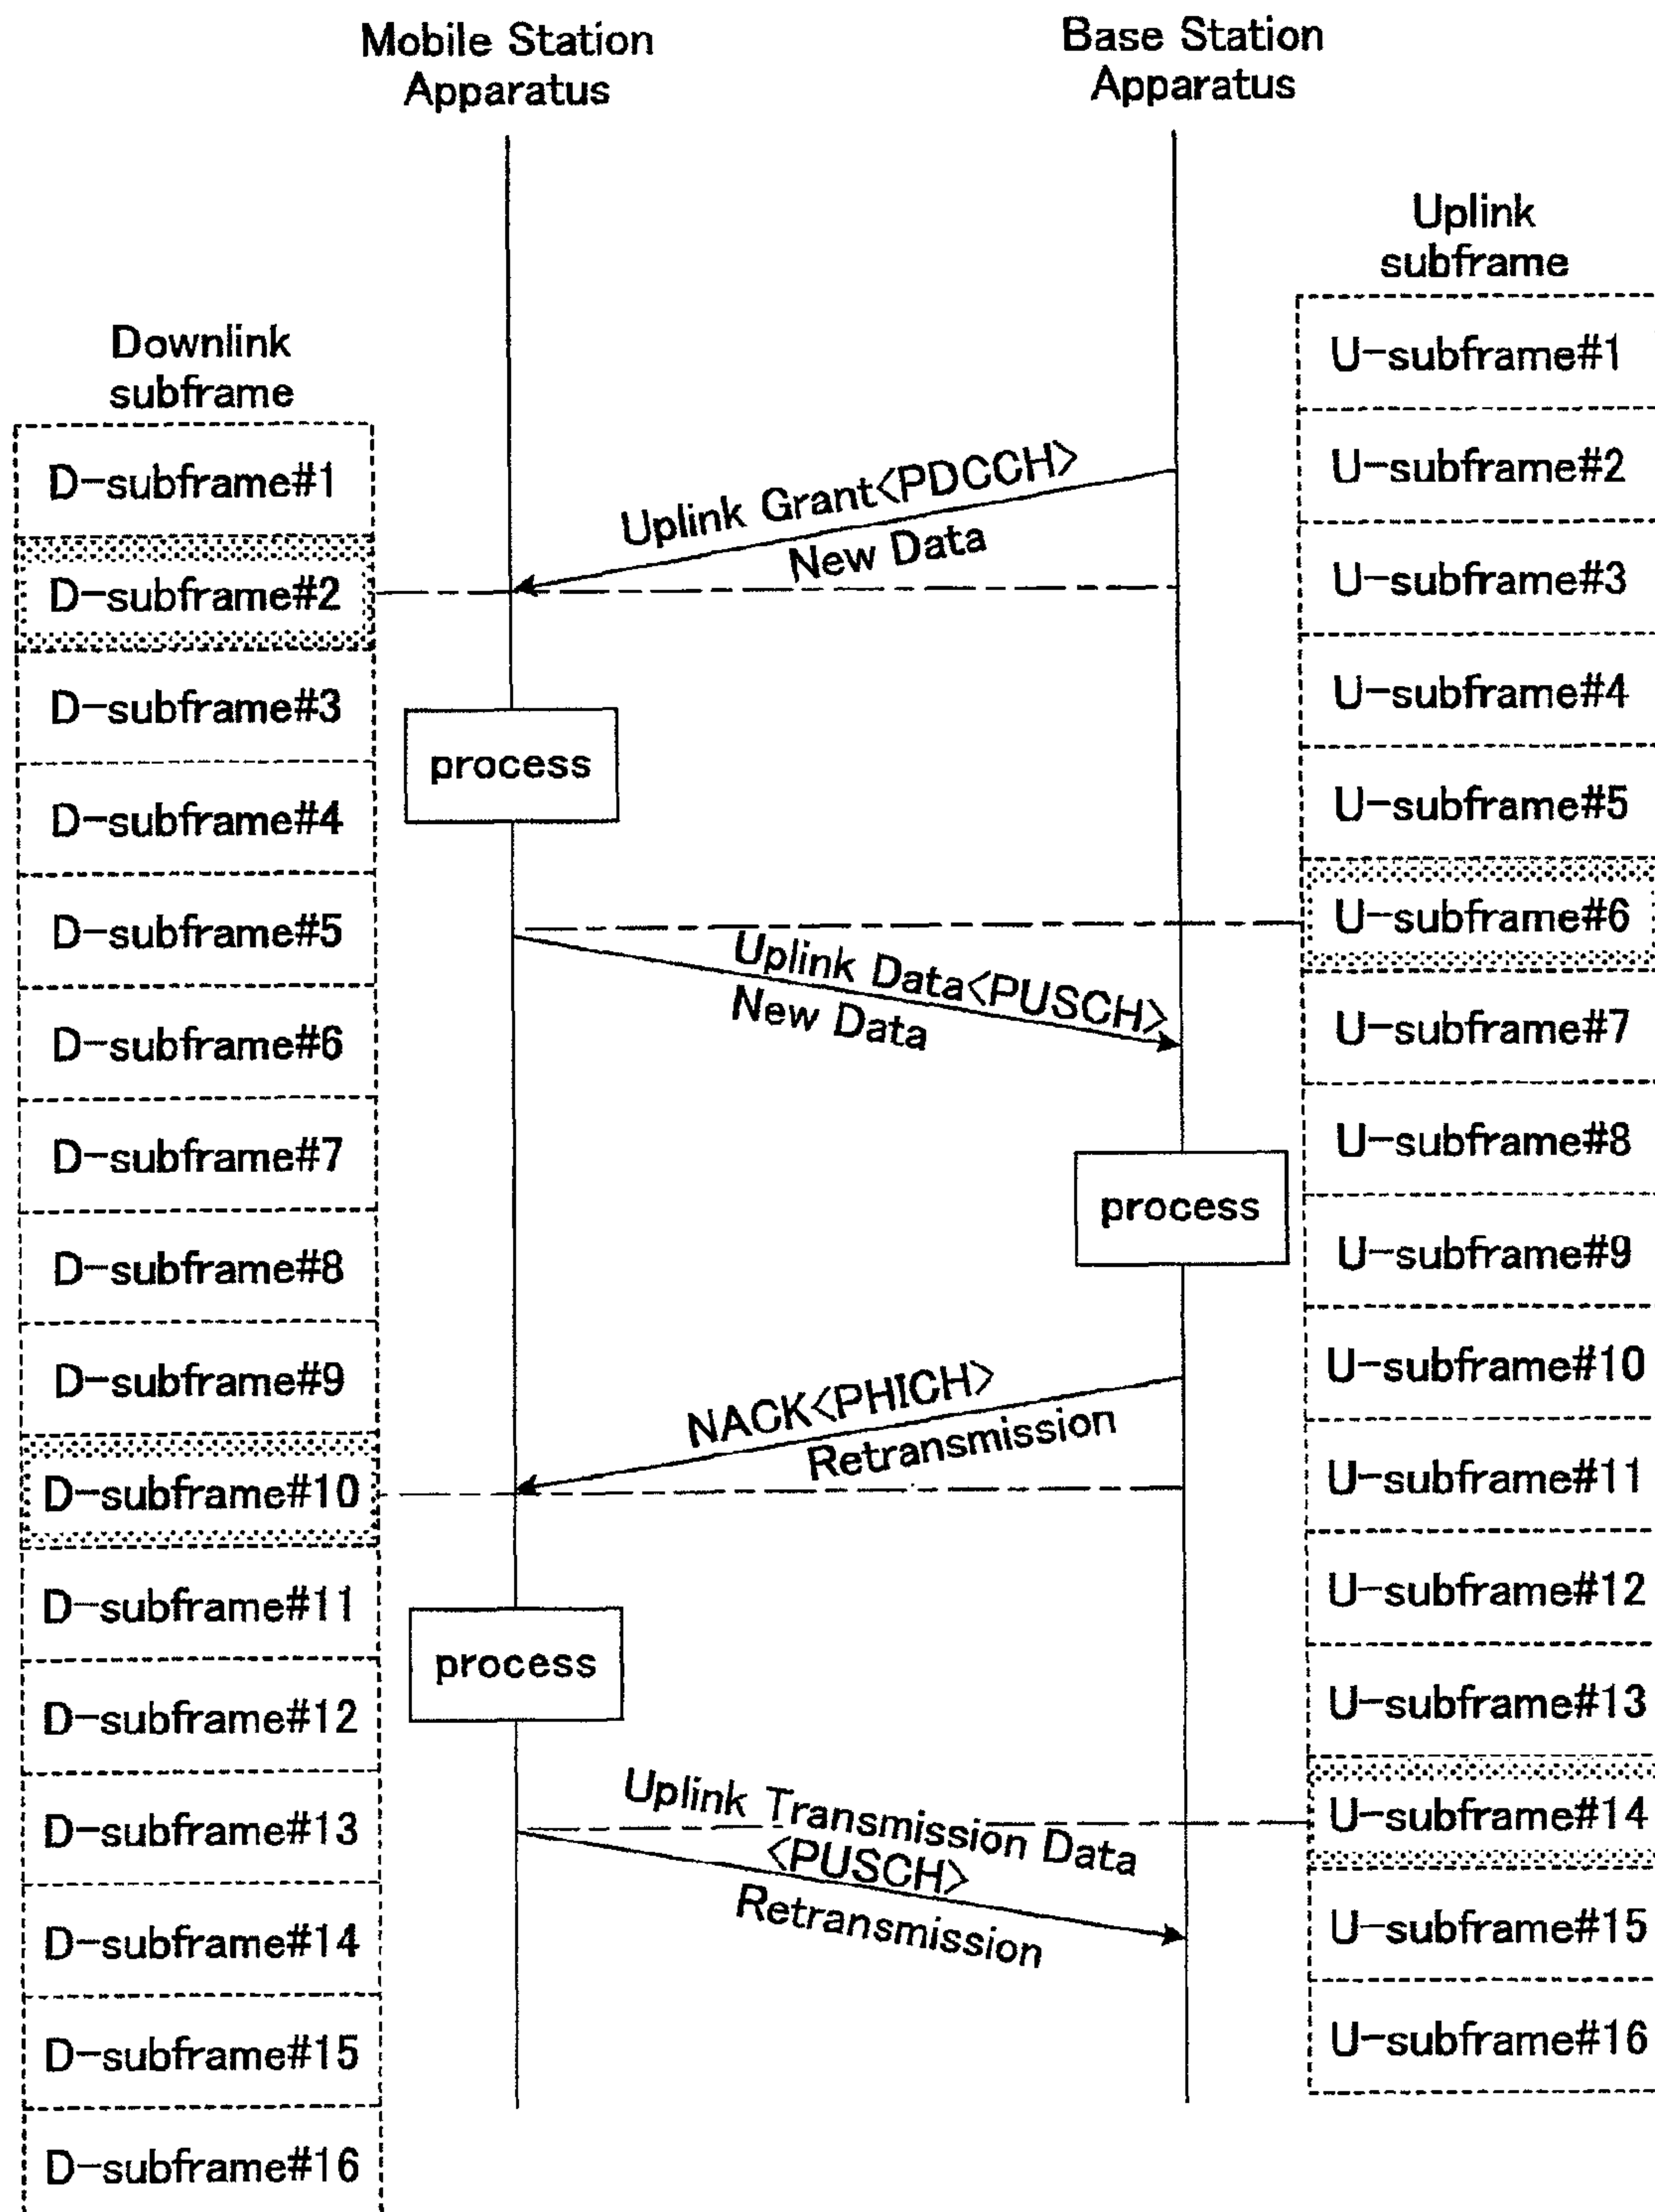 Mobile Station
Apparatus
Base Station
Apparatus
Downlink
subframe
D-subframe#1
D-subframe#2
D-subframe#3
D-subframe#4
D-subframe#5
D-subframe#6
D-subframe#7
D-subframe#8
D-subframe#9
D-subframe#10
D-subframe#11
D-subframe#12
D-subframe#13
D-subframe#14
D-subframe#15
D-subframe#16
Uplink Grant<PDCCH>
New Data
process
Uplink Data<PUSCH>
New Data
process
NACK<PHICH>
Retransmission
process
Uplink Transmission Data
<PUSCH>
Retransmission
Uplink
subframe
U-subframe#1
U-subframe#2
U-subframe#3
U-subframe#4
U-subframe#5
U-subframe#6
U-subframe#7
U-subframe#8
U-subframe#9
U-subframe#10
U-subframe#11
U-subframe#12
U-subframe#13
U-subframe#14
U-subframe#15
U-subframe#16